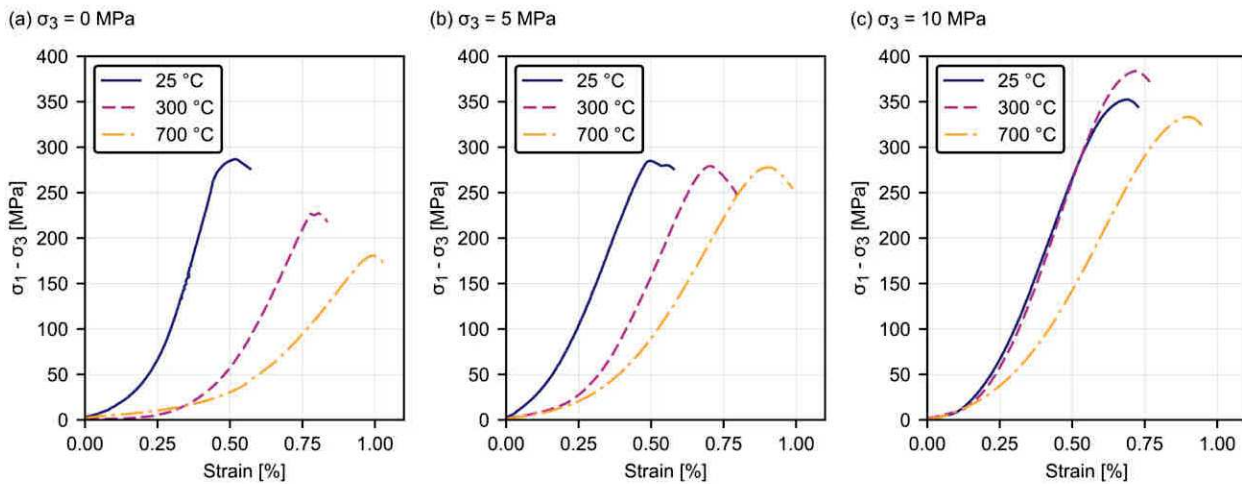 (a) σ3 = 0 MPa
400
350
300
250
200
150
100
50
0
σ1 - σ3 [MPa]
25 °C
300 °C
700 °C
0.00 0.25 0.50 0.75 1.00
Strain [%]
(b) σ3 = 5 MPa
400
350
300
250
200
150
100
50
0
σ1 - σ3 [MPa]
25 °C
300 °C
700 °C
0.00 0.25 0.50 0.75 1.00
Strain [%]
(c) σ3 = 10 MPa
400
350
300
250
200
150
100
50
0
σ1 - σ3 [MPa]
25 °C
300 °C
700 °C
0.00 0.25 0.50 0.75 1.00
Strain [%]